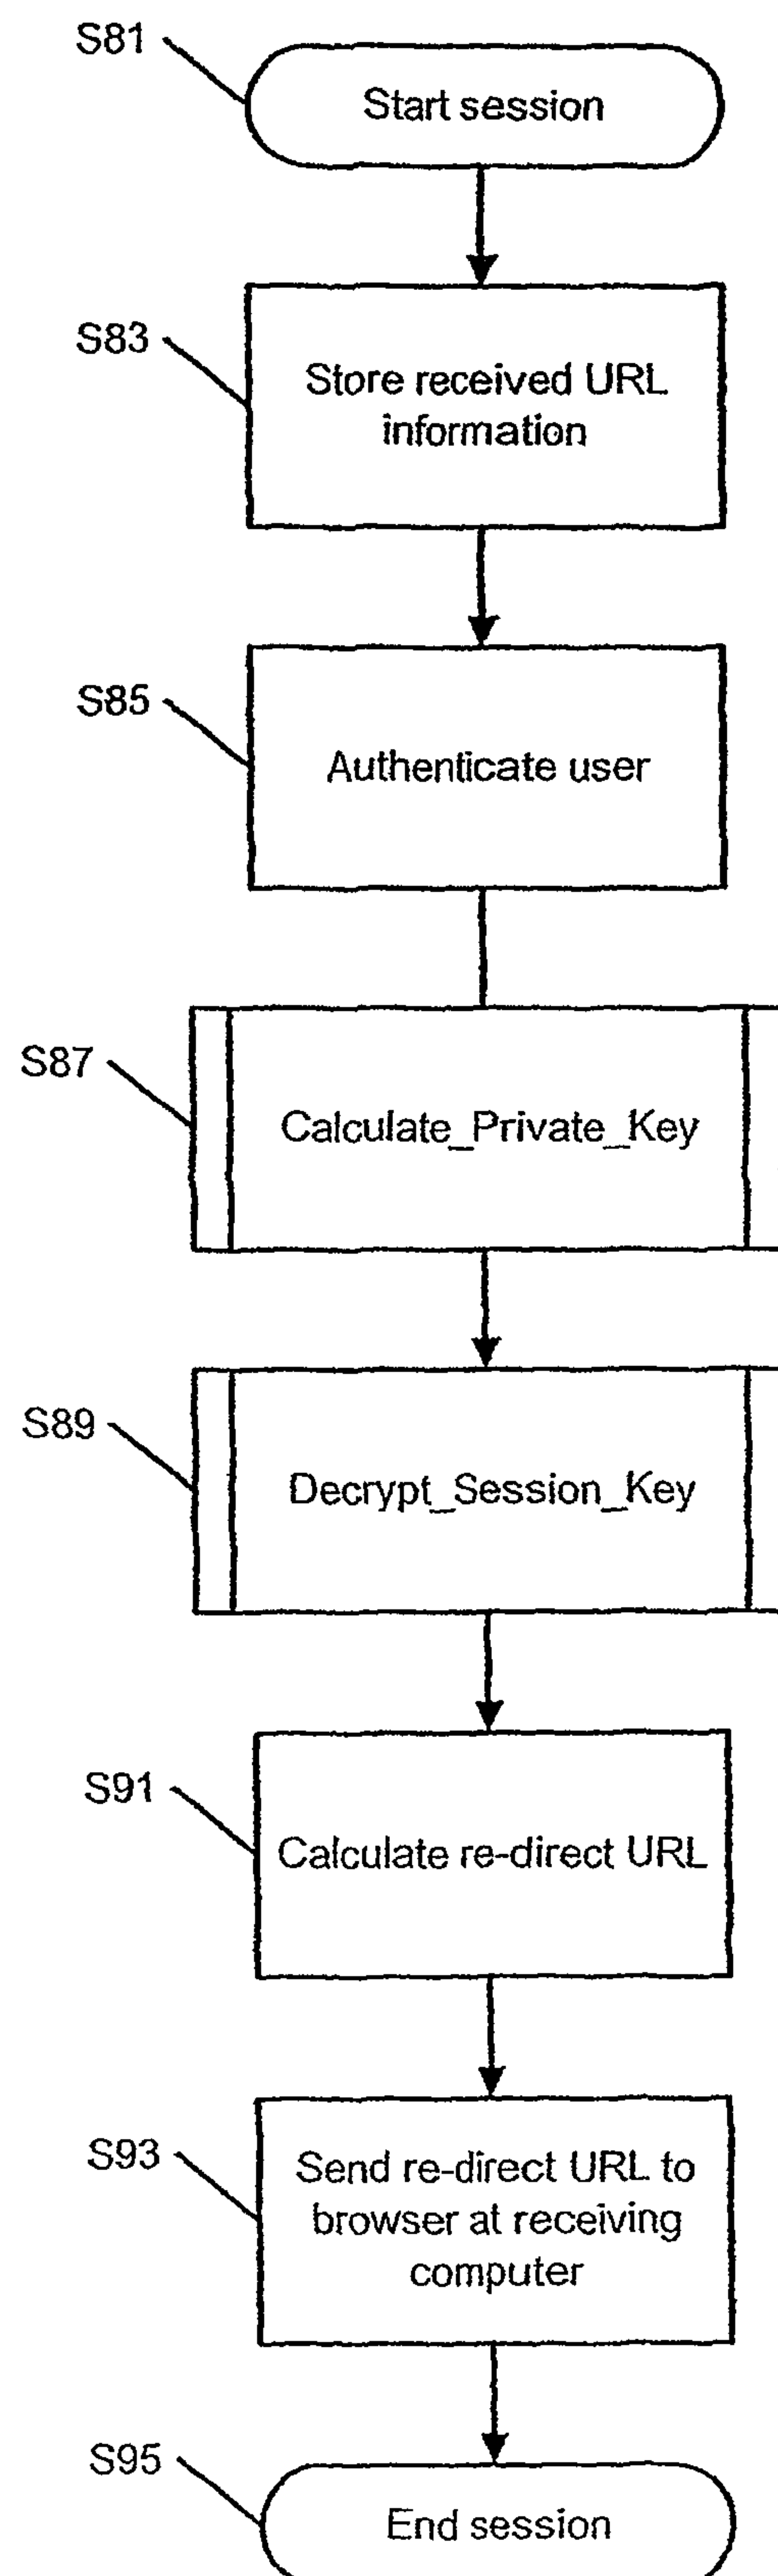 S81
Start session
S83
Store received URL
information
S85
Authenticate user
S87
Calculate_Private_Key
S89
Decrypt_Session_Key
S91
Calculate re-direct URL
S93
Send re-direct URL to
browser at receiving
computer
S95
End session